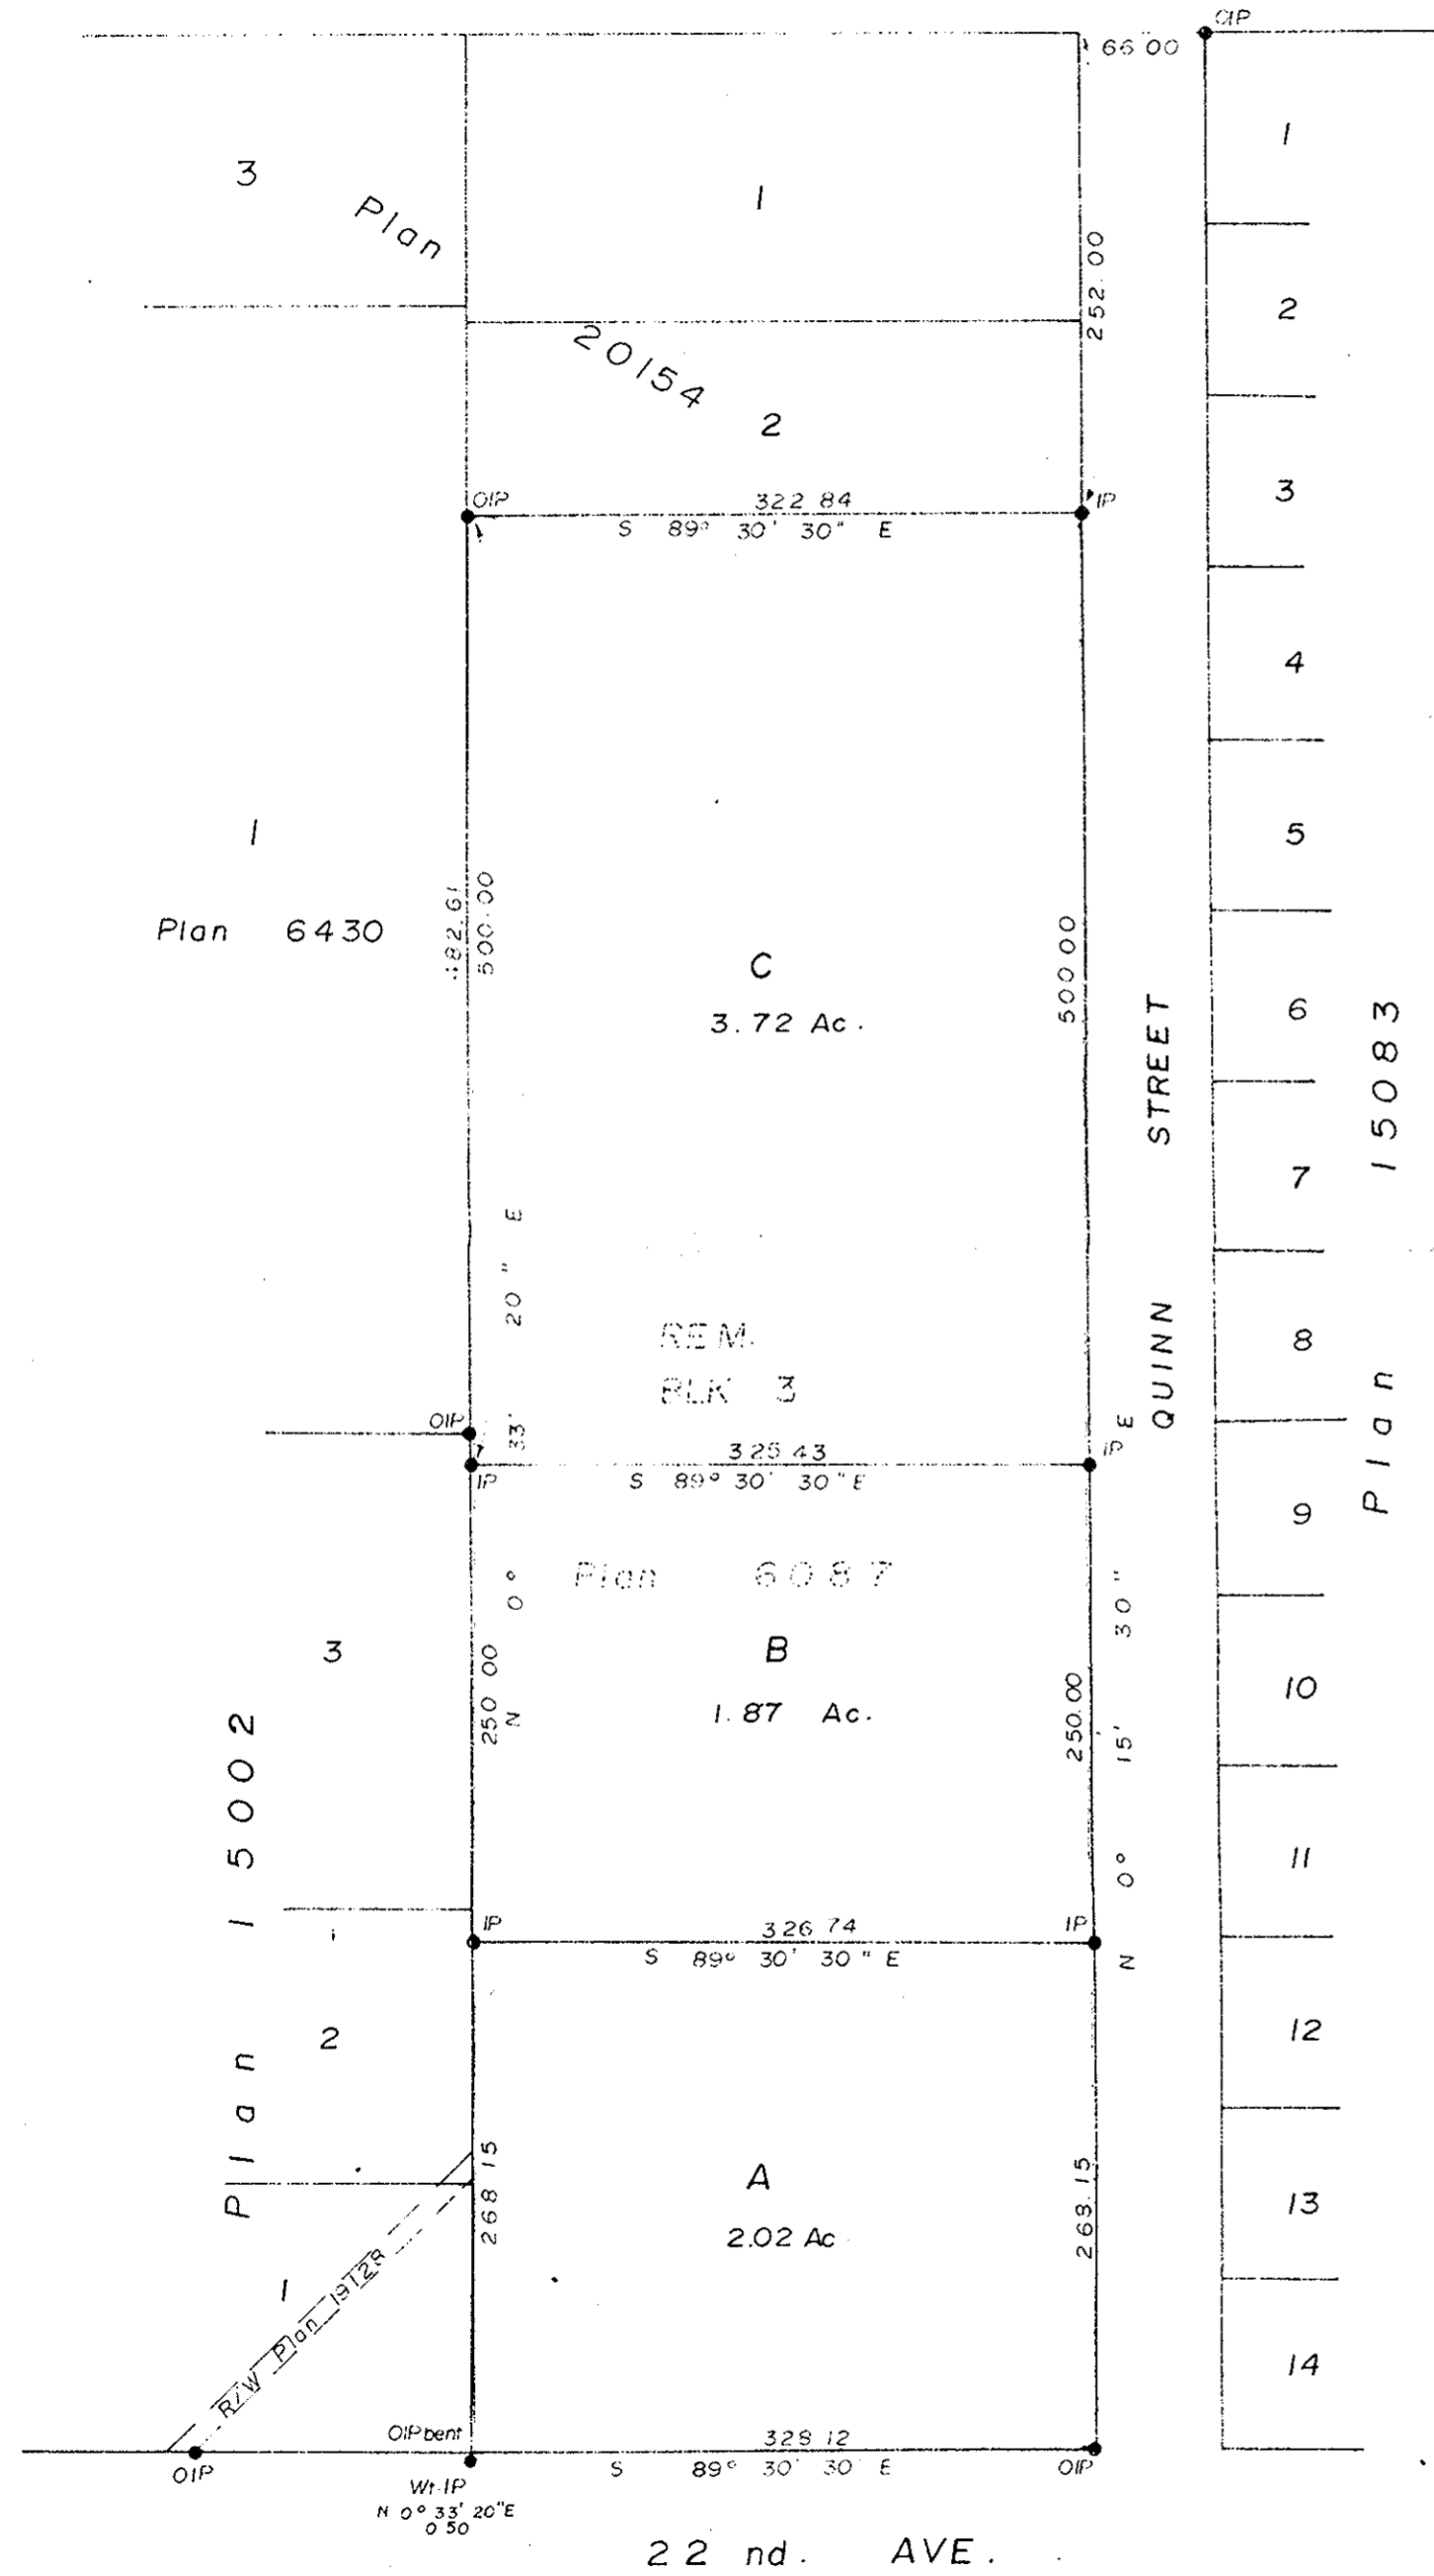 OIP
66 00
3
Plan
1
1
252.00
2
20154
2
OIP
322 84
IP
S 89° 30' 30" E
3
4
1
5
Plan 6430
500.00
C
3.72 Ac.
500 00
6
STREET
Plan 15083
7
N 0° 33' 20" E
REM.
BLK 3
QUINN
8
OIP
IP
325 43
IP
S 89° 30' 30" E
9
Plan 6087
N 0° 15' 30" E
3
B
1.87 Ac.
250 00
250.00
10
Plan 15002
11
IP
326 74
IP
S 89° 30' 30" E
2
12
268 15
A
2.02 Ac
268.15
13
1
R/W Plan 19128
14
OIP bent
328 12
OIP
S 89° 30' 30" E
OIP
Wt-IP
N 0° 33' 20" E
0 50
22 nd. AVE.